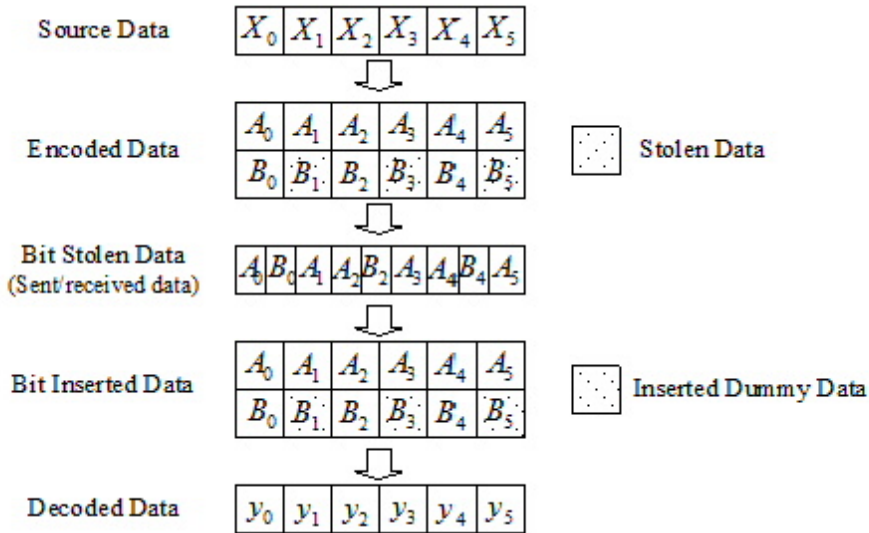 Source Data X₀ X₁ X₂ X₃ X₄ X₅
A₀ A₁ A₂ A₃ A₄ A₅
Encoded Data
Stolen Data
B₀ B₁ B₂ B₃ B₄ B₅
Bit Stolen Data
(Sent/received data)
A₀ B₀ A₁ A₂ B₂ A₃ A₄ B₄ A₅
A₀ A₁ A₂ A₃ A₄ A₅
Bit Inserted Data
Inserted Dummy Data
B₀ B₁ B₂ B₃ B₄ B₅
Decoded Data y₀ y₁ y₂ y₃ y₄ y₅